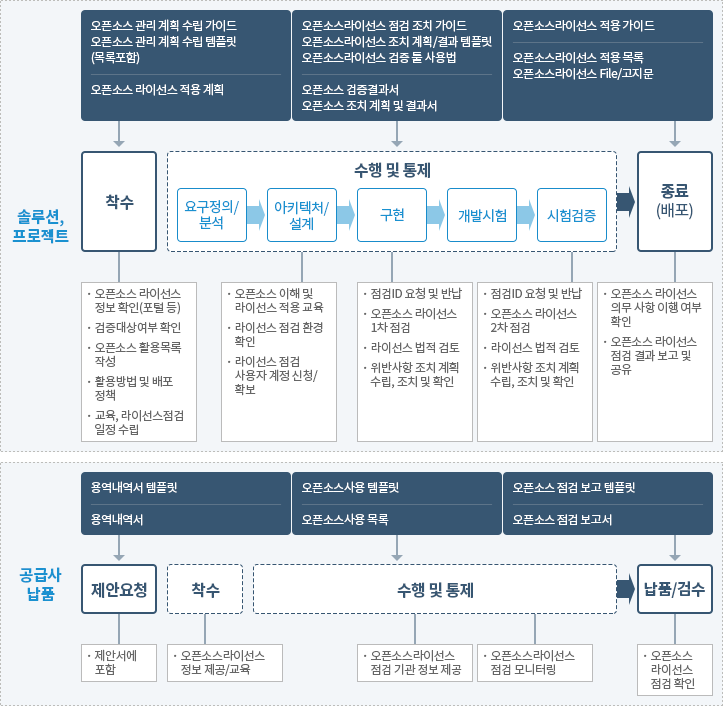 오픈소스 관리 계획 수립 가이드
오픈소스 관리 계획 수립 템플릿
(목록포함)
오픈소스 라이선스 적용 계획
오픈소스라이선스 점검 조치 가이드
오픈소스라이선스 조치 계획/결과 템플릿
오픈소스라이선스 검증 툴 사용법
오픈소스 검증결과서
오픈소스 조치 계획 및 결과서
오픈소스라이선스 적용 가이드
오픈소스라이선스 적용 목록
오픈소스라이선스 File/고지문
솔루션,
프로젝트
착수
수행 및 통제
요구정의/
분석
아키텍처/
설계
구현
개발시험
시험검증
종료
(배포)
· 오픈소스 라이선스
정보 확인(포털 등)
· 검증대상여부 확인
· 오픈소스 활용목록
작성
· 활용방법 및 배포
정책
· 교육, 라이선스점검
일정 수립
· 오픈소스 이해 및
라이선스 적용 교육
· 라이선스 점검 환경
확인
· 라이선스 점검
사용자 계정 신청/
확보
· 점검ID 요청 및 반납
· 오픈소스 라이선스
1차 점검
· 라이선스 법적 검토
· 위반사항 조치 계획
수립, 조치 및 확인
· 점검ID 요청 및 반납
· 오픈소스 라이선스
2차 점검
· 라이선스 법적 검토
· 위반사항 조치 계획
수립, 조치 및 확인
· 오픈소스 라이선스
의무 사항 이행 여부
확인
· 오픈소스 라이선스
점검 결과 보고 및
공유
용역내역서 템플릿
용역내역서
오픈소스사용 템플릿
오픈소스사용 목록
오픈소스 점검 보고 템플릿
오픈소스 점검 보고서
공급사
납품
제안요청
착수
수행 및 통제
납품/검수
· 제안서에
포함
· 오픈소스라이선스
정보 제공/교육
· 오픈소스라이선스
점검 기관 정보 제공
· 오픈소스라이선스
점검 모니터링
· 오픈소스
라이선스
점검 확인